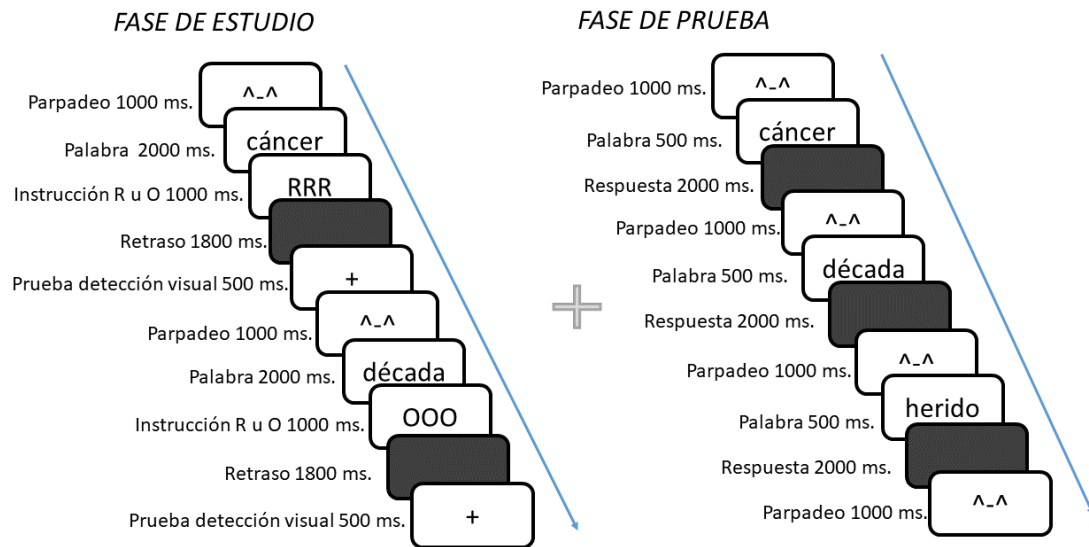 FASE DE ESTUDIO
Parpadeo 1000 ms.
^-^
Palabra 2000 ms.
cáncer
Instrucción R u O 1000 ms.
RRR
Retraso 1800 ms.
Prueba detección visual 500 ms.
+
Parpadeo 1000 ms.
^-^
Palabra 2000 ms.
década
Instrucción R u O 1000 ms.
OOO
Retraso 1800 ms.
Prueba detección visual 500 ms.
+
FASE DE PRUEBA
Parpadeo 1000 ms.
^-^
Palabra 500 ms.
cáncer
Respuesta 2000 ms.
Parpadeo 1000 ms.
^-^
Palabra 500 ms.
década
Respuesta 2000 ms.
Parpadeo 1000 ms.
^-^
Palabra 500 ms.
herido
Respuesta 2000 ms.
Parpadeo 1000 ms.
^-^